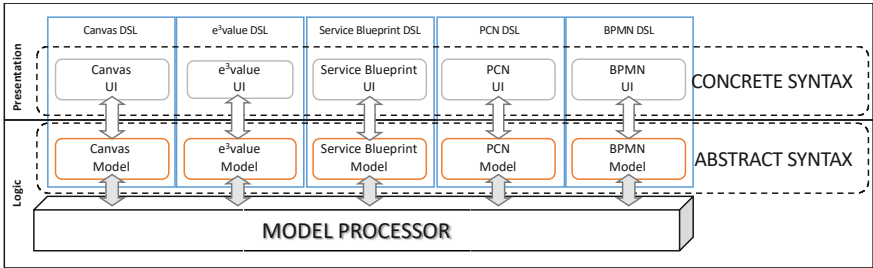 Presentation
Canvas DSL
e³value DSL
Service Blueprint DSL
PCN DSL
BPMN DSL
Canvas
UI
e³value
UI
Service Blueprint
UI
PCN
UI
BPMN
UI
CONCRETE SYNTAX
Logic
Canvas
Model
e³value
Model
Service Blueprint
Model
PCN
Model
BPMN
Model
ABSTRACT SYNTAX
MODEL PROCESSOR